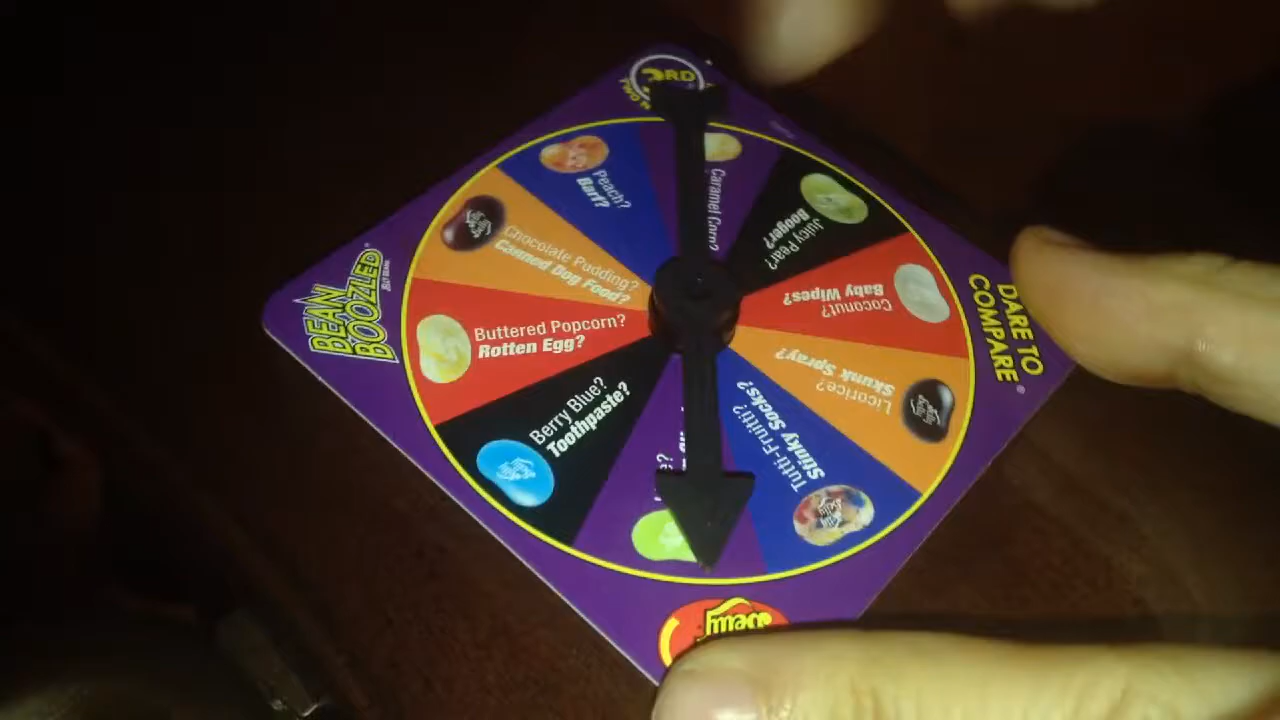 BEAN
BOOZLED
DARE TO
COMPARE
Peach?
Barf?
Caramel Corn?
Juicy Pear?
Booger?
Coconut?
Baby Wipes?
Licorice?
Skunk Spray?
Tutti-Fruitti?
Stinky Socks?
Berry Blue?
Toothpaste?
Buttered Popcorn?
Rotten Egg?
Chocolate Pudding?
Canned Dog Food?